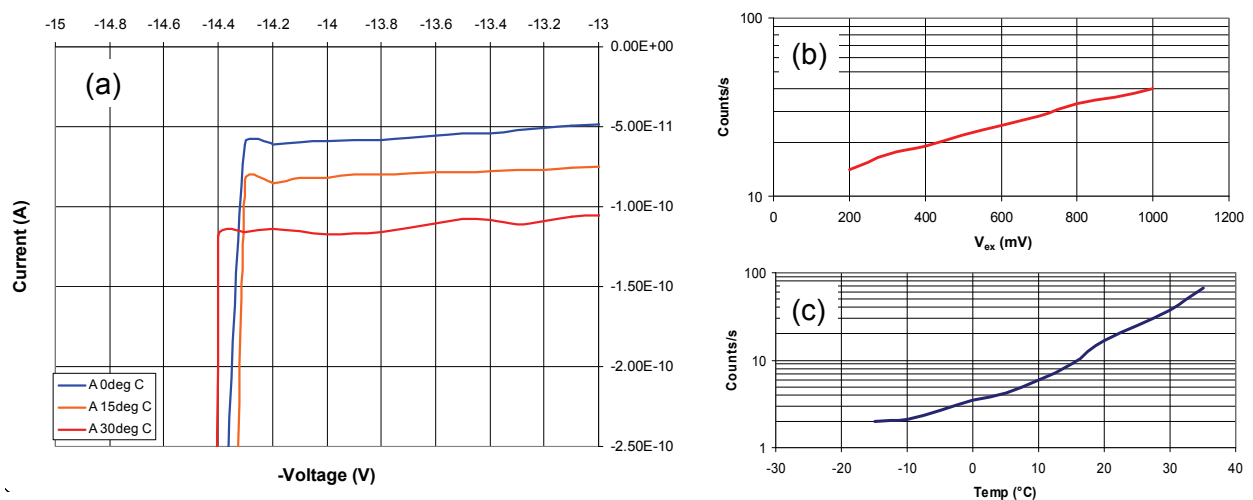 -15 -14.8 -14.6 -14.4 -14.2 -14 -13.8 -13.6 -13.4 -13.2 -13
(a)
0.00E+00
-5.00E-11
-1.00E-10
-1.50E-10
-2.00E-10
-2.50E-10
Current (A)
A 0deg C
A 15deg C
A 30deg C
-Voltage (V)
(b)
100
10
Counts/s
0 200 400 600 800 1000 1200
Vex (mV)
(c)
100
10
1
Counts/s
-30 -20 -10 0 10 20 30 40
Temp (°C)